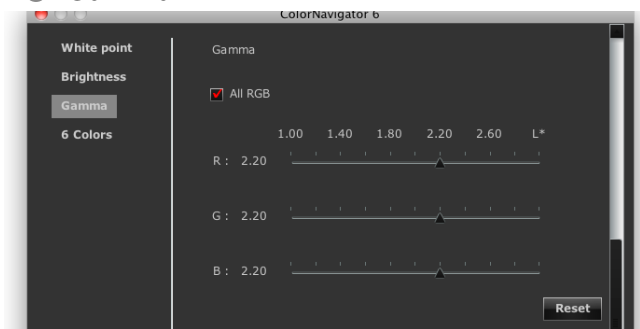 ColorNavigator 6
White point
Brightness
Gamma
6 Colors
Gamma
All RGB
1.00 1.40 1.80 2.20 2.60 L*
R : 2.20
G : 2.20
B : 2.20
Reset